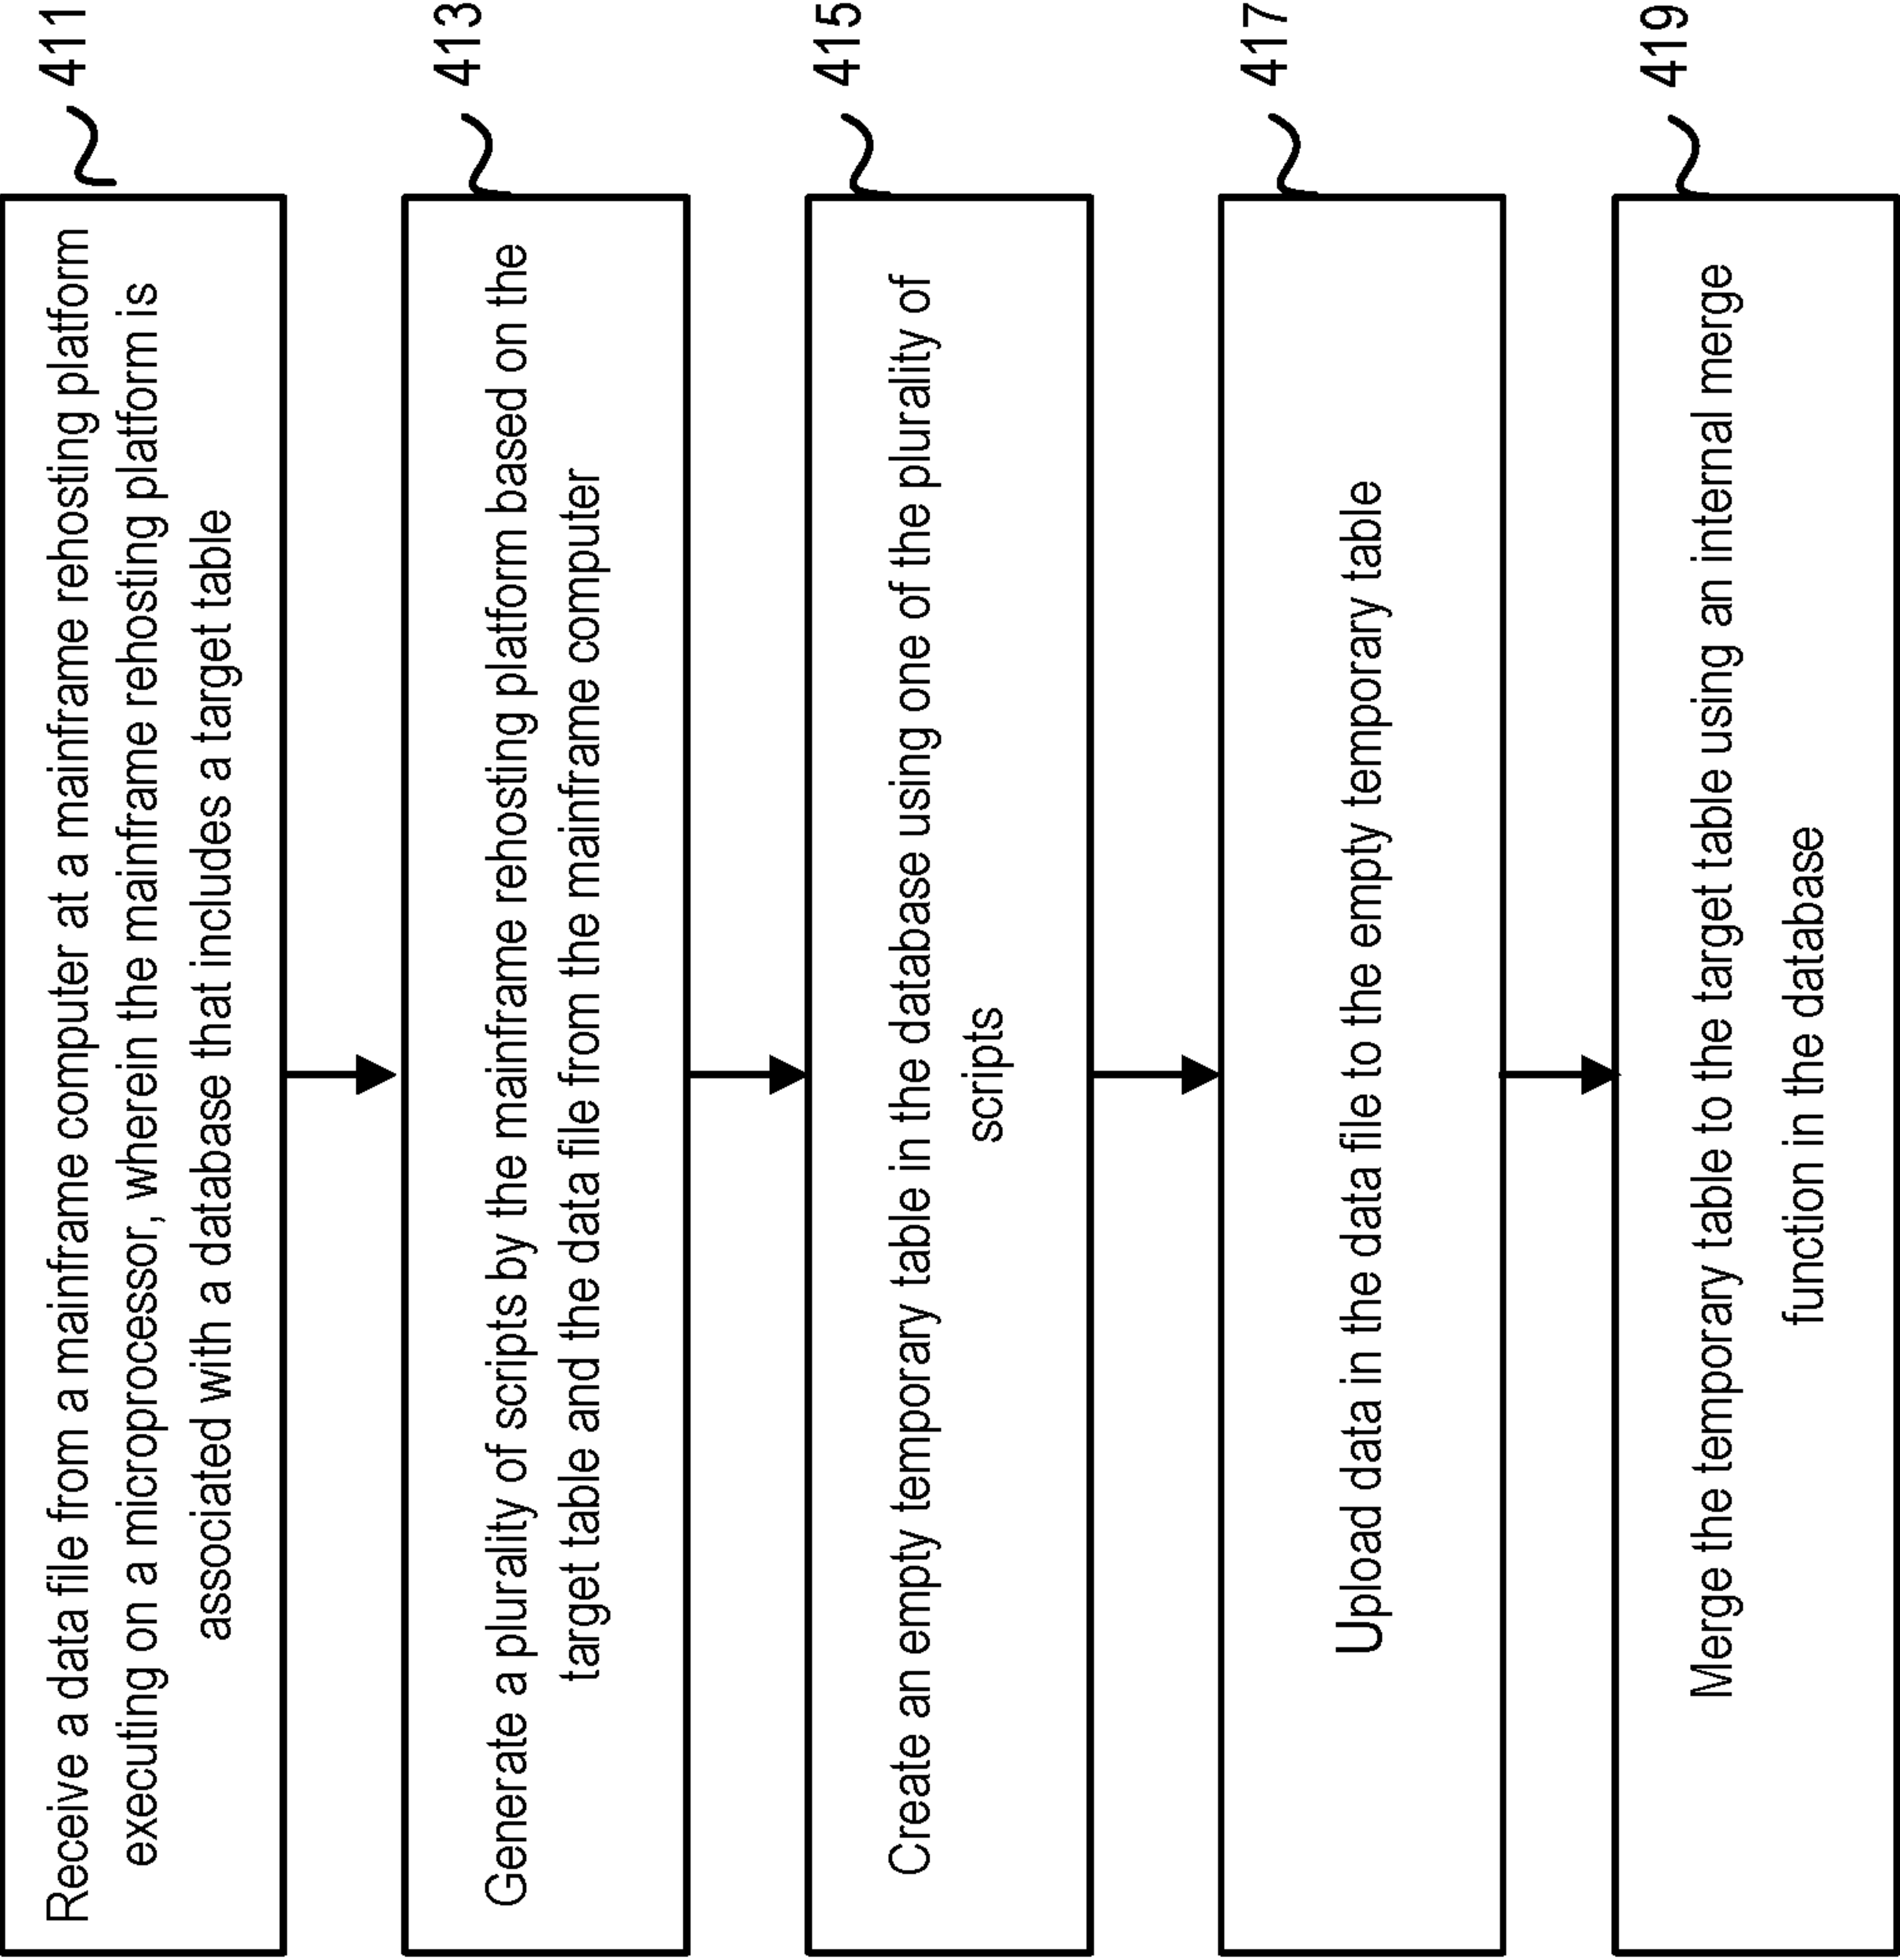 411
Receive a data file from a mainframe computer at a mainframe rehosting platform
executing on a microprocessor, wherein the mainframe rehosting platform is
associated with a database that includes a target table
413
Generate a plurality of scripts by the mainframe rehosting platform based on the
target table and the data file from the mainframe computer
415
Create an empty temporary table in the database using one of the plurality of
scripts
417
Upload data in the data file to the empty temporary table
419
Merge the temporary table to the target table using an internal merge
function in the database